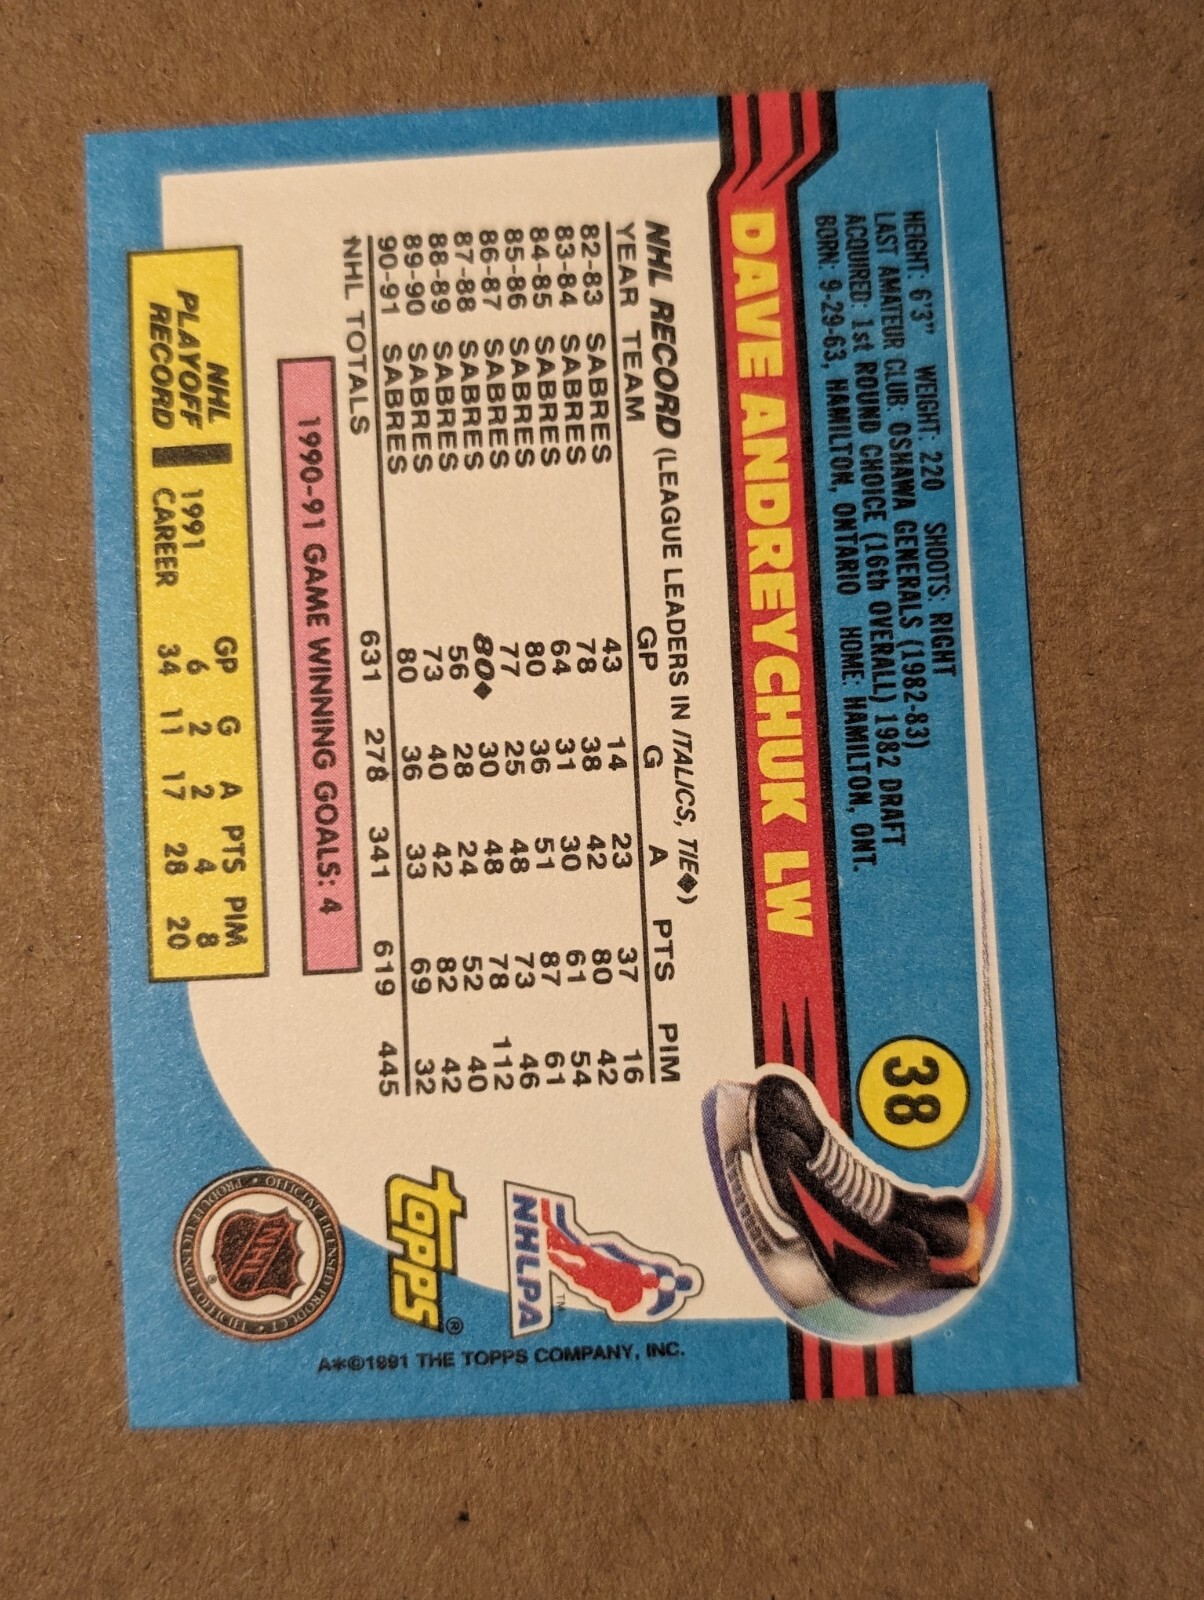 38
HEIGHT: 6'3" WEIGHT: 220 SHOOTS: RIGHT
LAST AMATEUR CLUB: OSHAWA GENERALS (1982-83)
ACQUIRED: 1st ROUND CHOICE (16th OVERALL) 1982 DRAFT
BORN: 9-29-63, HAMILTON, ONTARIO HOME: HAMILTON, ONT.
DAVE ANDREYCHUK LW
NHL RECORD (LEAGUE LEADERS IN ITALICS, TIE◆)
YEAR TEAM GP G A PTS PIM
82-83 SABRES 43 14 23 37 16
83-84 SABRES 78 38 42 80 42
84-85 SABRES 64 31 30 61 54
85-86 SABRES 80 36 51 87 61
86-87 SABRES 77 25 48 73 46
87-88 SABRES 80◆ 30 48 78 112
88-89 SABRES 56 28 24 52 40
89-90 SABRES 73 40 42 82 42
90-91 SABRES 80 36 33 69 32
NHL TOTALS 631 278 341 619 445
1990-91 GAME WINNING GOALS: 4
NHL PLAYOFF RECORD
GP G A PTS PIM
1991 6 2 2 4 8
CAREER 34 11 17 28 20
NHLPA™
TOPPS®
NHL®
OFFICIAL LICENSED PRODUCT
A*©1991 THE TOPPS COMPANY, INC.